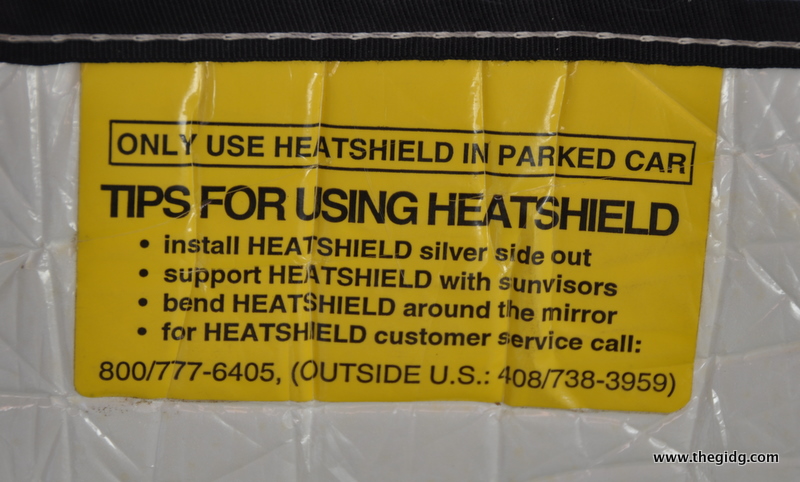 ONLY USE HEATSHIELD IN PARKED CAR
TIPS FOR USING HEATSHIELD
• install HEATSHIELD silver side out
• support HEATSHIELD with sunvisors
• bend HEATSHIELD around the mirror
• for HEATSHIELD customer service call:
800/777-6405, (OUTSIDE U.S.: 408/738-3959)
www.thegidg.com